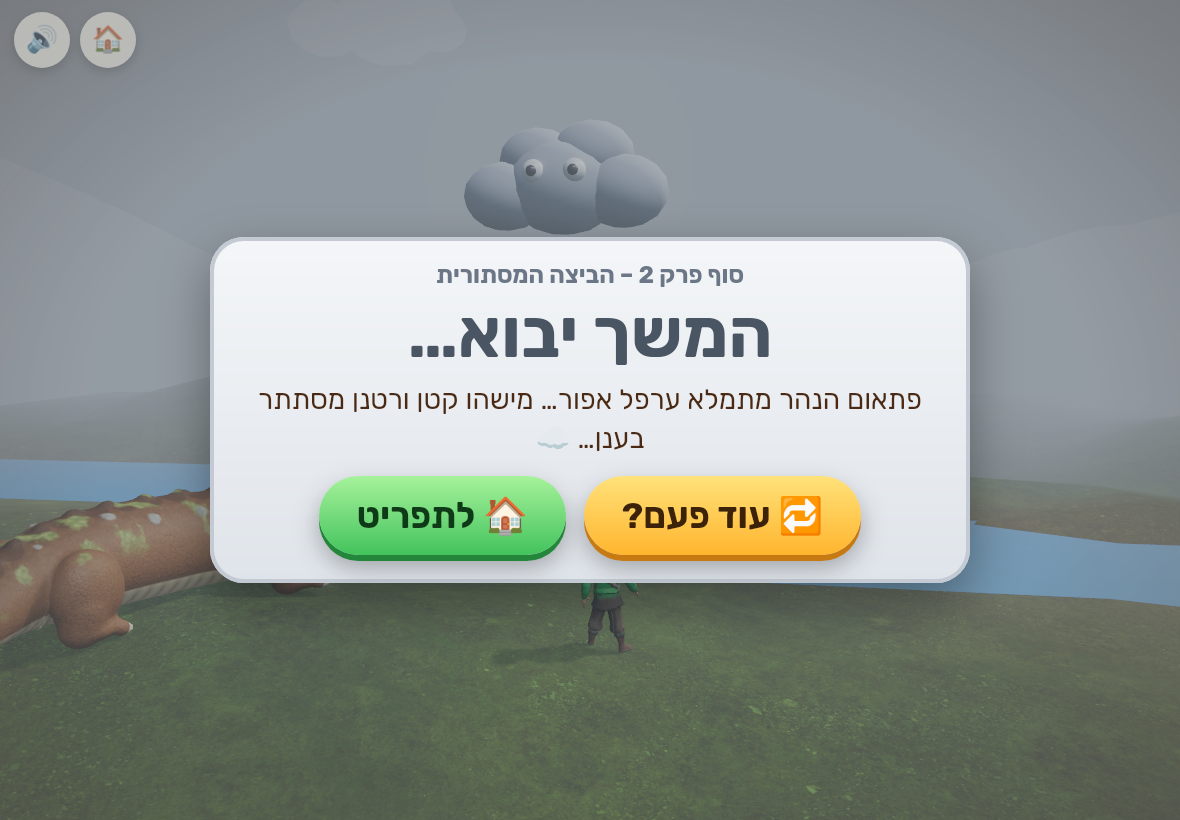 סוף פרק 2 – הביצה המסתורית
המשך יבוא...
פתאום הנהר מתמלא ערפל אפור... מישהו קטן ורטנן מסתתר
בענן... ☁️
🔁 עוד פעם?
🏠 לתפריט